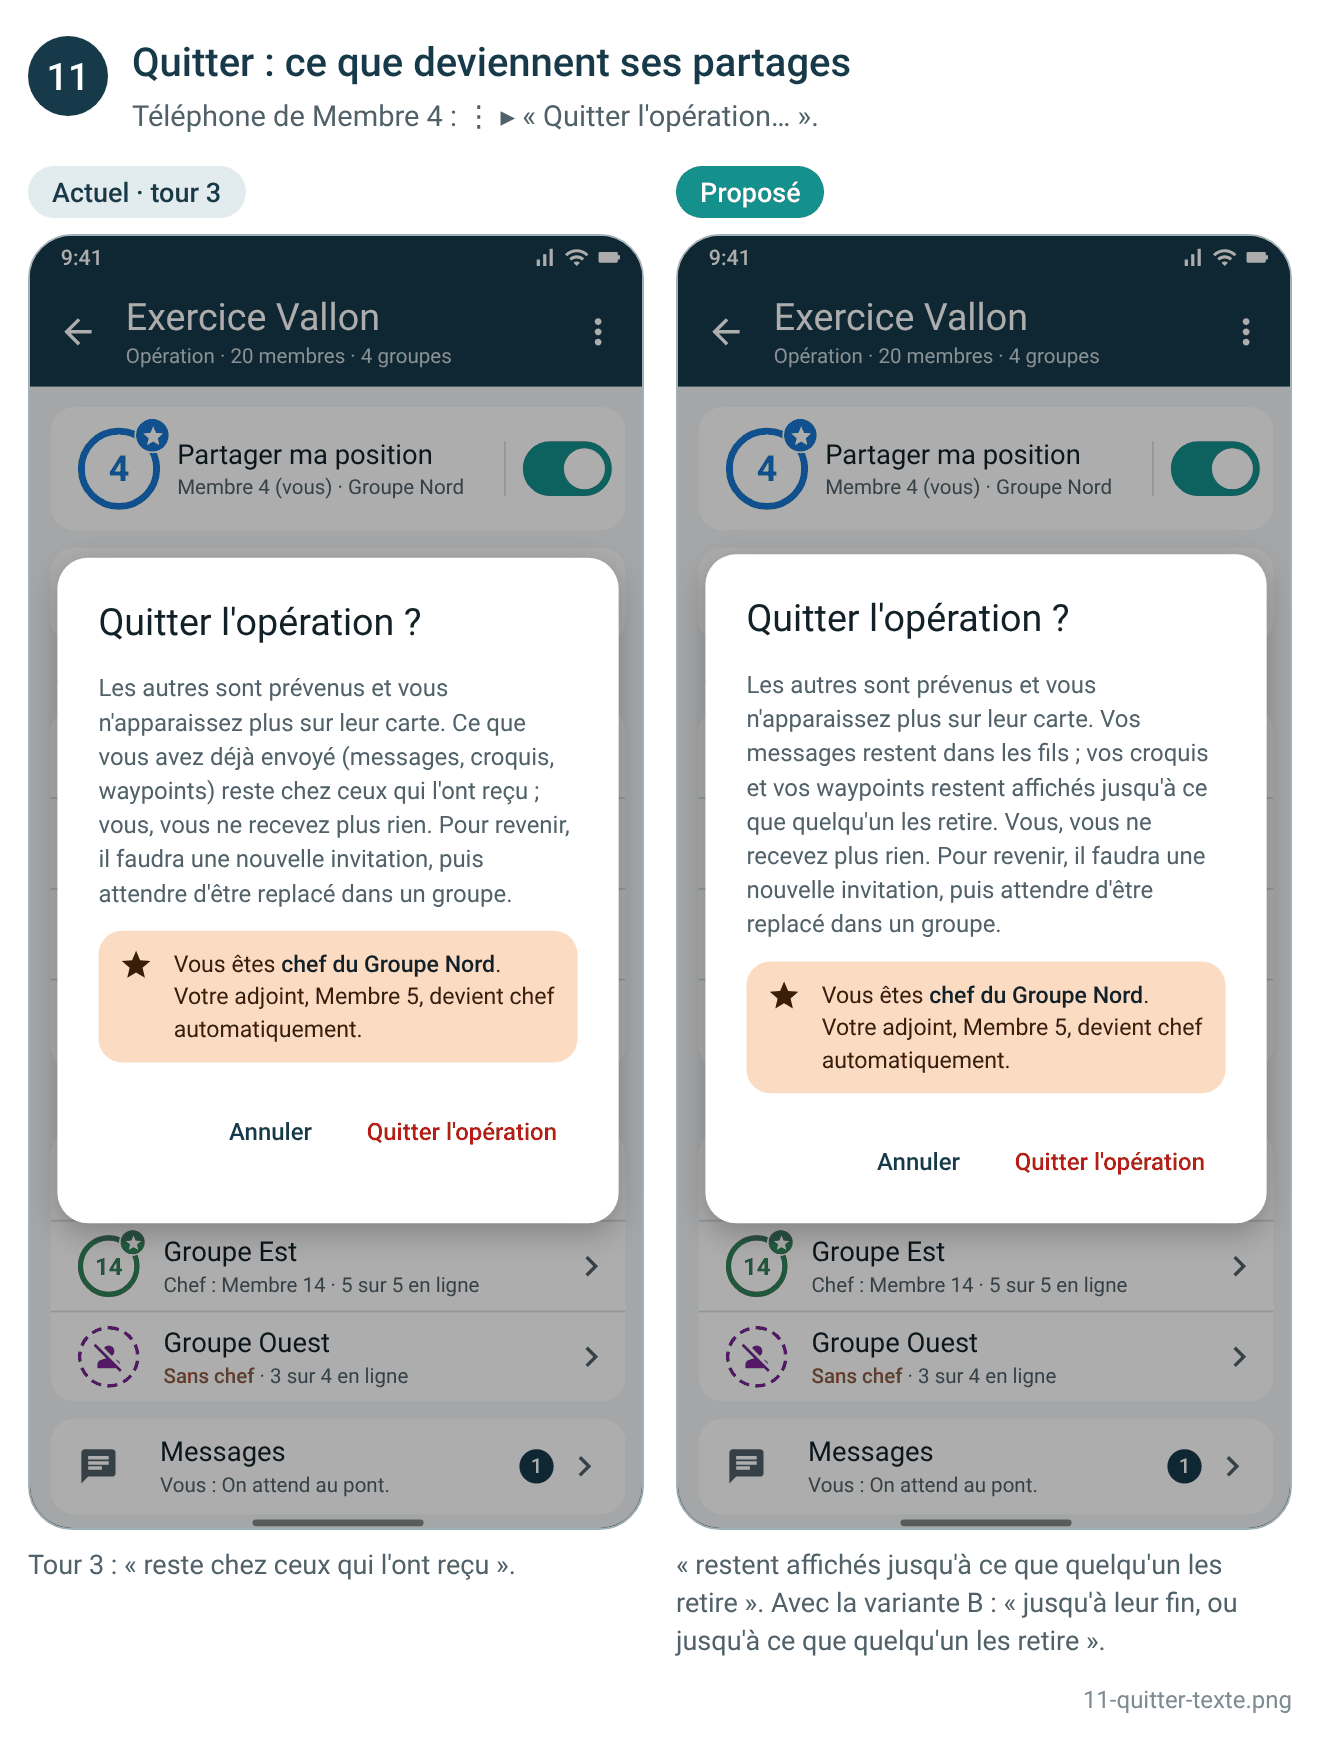 11
Quitter : ce que deviennent ses partages
Téléphone de Membre 4 : ⋮ ▸ « Quitter l'opération… ».
Actuel · tour 3
9:41
Exercice Vallon
Opération · 20 membres · 4 groupes
4
Partager ma position
Membre 4 (vous) · Groupe Nord
Quitter l'opération ?
Les autres sont prévenus et vous
n'apparaissez plus sur leur carte. Ce que
vous avez déjà envoyé (messages, croquis,
waypoints) reste chez ceux qui l'ont reçu ;
vous, vous ne recevez plus rien. Pour revenir,
il faudra une nouvelle invitation, puis
attendre d'être replacé dans un groupe.
Vous êtes chef du Groupe Nord.
Votre adjoint, Membre 5, devient chef
automatiquement.
Annuler Quitter l'opération
14
Groupe Est
Chef : Membre 14 · 5 sur 5 en ligne
Groupe Ouest
Sans chef · 3 sur 4 en ligne
Messages
1
Vous : On attend au pont.
Tour 3 : « reste chez ceux qui l'ont reçu ».
Proposé
9:41
Exercice Vallon
Opération · 20 membres · 4 groupes
4
Partager ma position
Membre 4 (vous) · Groupe Nord
Quitter l'opération ?
Les autres sont prévenus et vous
n'apparaissez plus sur leur carte. Vos
messages restent dans les fils ; vos croquis
et vos waypoints restent affichés jusqu'à ce
que quelqu'un les retire. Vous, vous ne
recevez plus rien. Pour revenir, il faudra une
nouvelle invitation, puis attendre d'être
replacé dans un groupe.
Vous êtes chef du Groupe Nord.
Votre adjoint, Membre 5, devient chef
automatiquement.
Annuler Quitter l'opération
14
Groupe Est
Chef : Membre 14 · 5 sur 5 en ligne
Groupe Ouest
Sans chef · 3 sur 4 en ligne
Messages
1
Vous : On attend au pont.
« restent affichés jusqu'à ce que quelqu'un les
retire ». Avec la variante B : « jusqu'à leur fin, ou
jusqu'à ce que quelqu'un les retire ».
11-quitter-texte.png